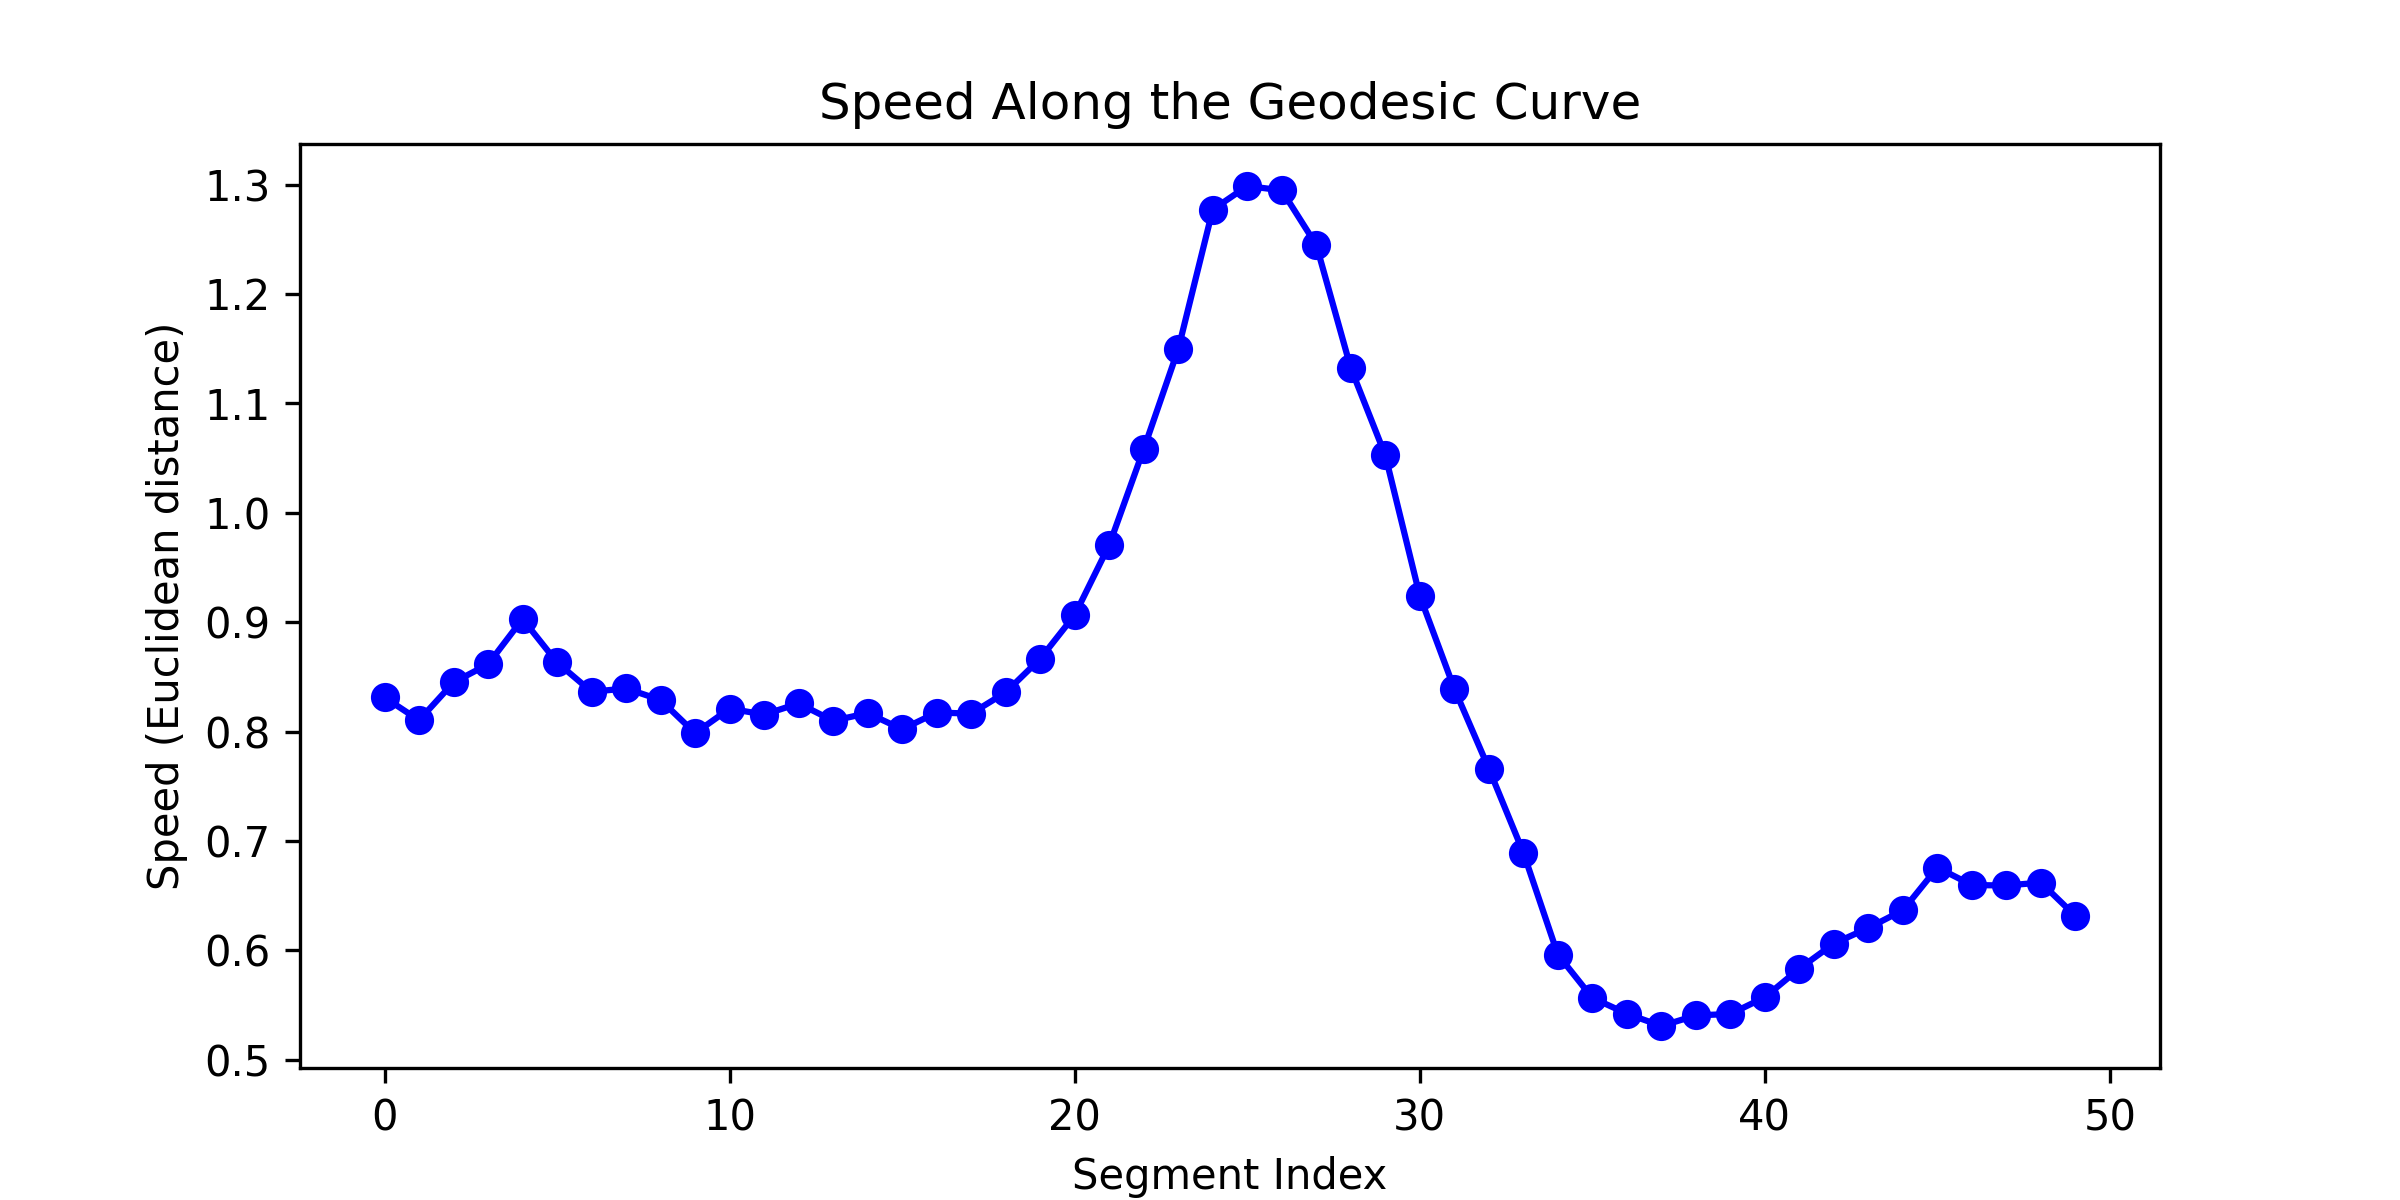 Speed Along the Geodesic Curve
Speed (Euclidean distance)
1.3
1.2
1.1
1.0
0.9
0.8
0.7
0.6
0.5
0 10 20 30 40 50
Segment Index